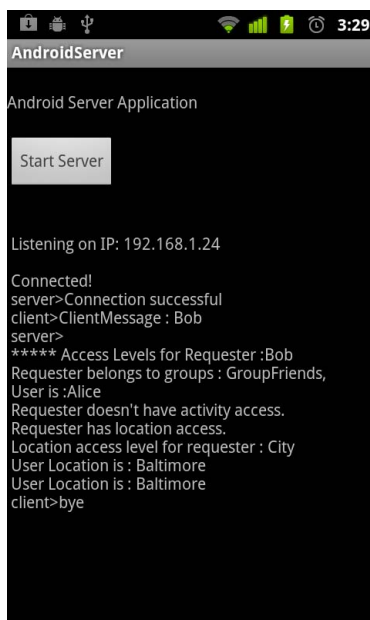 3:29
AndroidServer
Android Server Application
Start Server
Listening on IP: 192.168.1.24
Connected!
server>Connection successful
client>ClientMessage : Bob
server>
***** Access Levels for Requester :Bob
Requester belongs to groups : GroupFriends,
User is :Alice
Requester doesn't have activity access.
Requester has location access.
Location access level for requester : City
User Location is : Baltimore
User Location is : Baltimore
client>bye